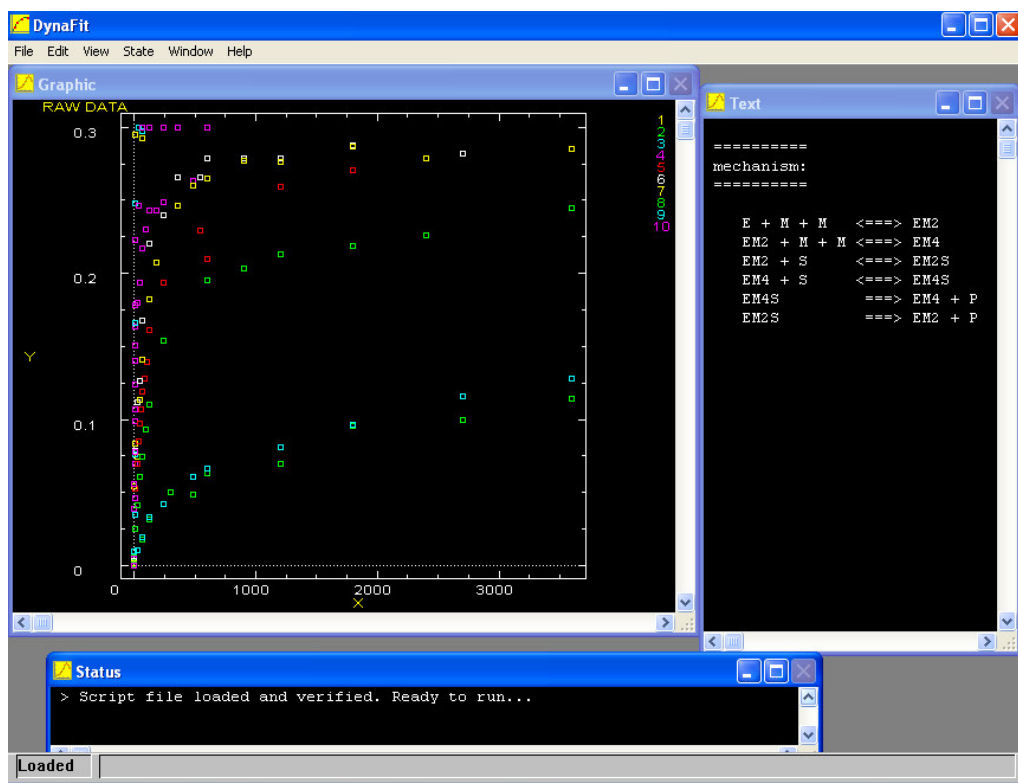 DynaFit
File Edit View State Window Help
Graphic
RAW DATA
0.3
0.2
Y
0.1
0
0 1000 2000 3000
X
1
2
3
4
5
6
7
8
9
10
Text
==========
mechanism:
==========
E + M + M <===> EM2
EM2 + M + M <===> EM4
EM2 + S <===> EM2S
EM4 + S <===> EM4S
EM4S ===> EM4 + P
EM2S ===> EM2 + P
Status
> Script file loaded and verified. Ready to run...
Loaded